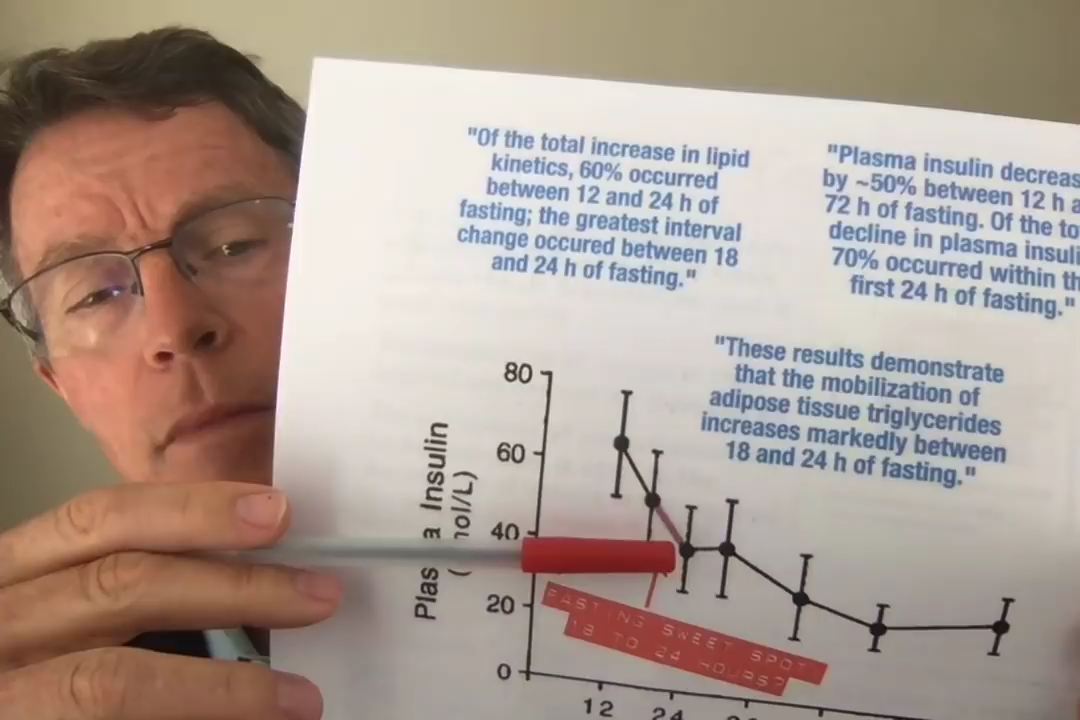 "Of the total increase in lipid
kinetics, 60% occurred
between 12 and 24 h of
fasting; the greatest interval
change occured between 18
and 24 h of fasting."
"Plasma insulin decreas
by ~50% between 12 h a
72 h of fasting. Of the to
decline in plasma insuli
70% occurred within th
first 24 h of fasting."
"These results demonstrate
that the mobilization of
adipose tissue triglycerides
increases markedly between
18 and 24 h of fasting."
80
60
40
20
0
Plas a Insulin
( nol/L)
FASTING SWEET SPOT
18 TO 24 HOURS?
12
24